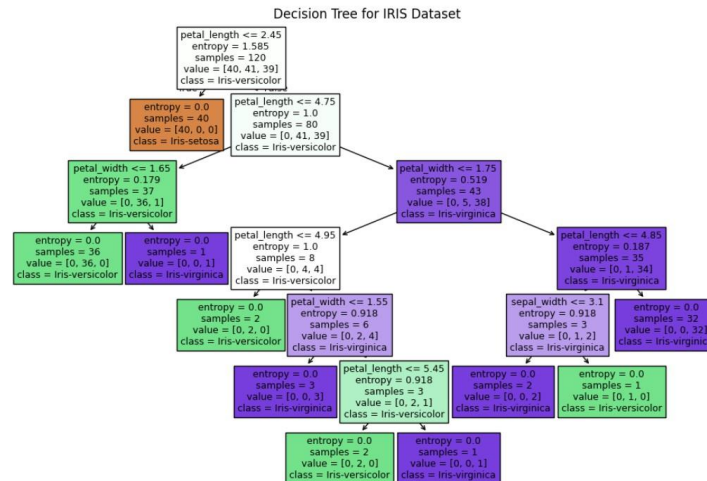 Decision Tree for IRIS Dataset
petal_length <= 2.45
entropy = 1.585
samples = 120
value = [40, 41, 39]
class = Iris-versicolor
entropy = 0.0
samples = 40
value = [40, 0, 0]
class = Iris-setosa
petal_length <= 4.75
entropy = 1.0
samples = 80
value = [0, 41, 39]
class = Iris-versicolor
petal_width <= 1.65
entropy = 0.179
samples = 37
value = [0, 36, 1]
class = Iris-versicolor
petal_width <= 1.75
entropy = 0.519
samples = 43
value = [0, 5, 38]
class = Iris-virginica
entropy = 0.0
samples = 36
value = [0, 36, 0]
class = Iris-versicolor
entropy = 0.0
samples = 1
value = [0, 0, 1]
class = Iris-virginica
petal_length <= 4.95
entropy = 1.0
samples = 8
value = [0, 4, 4]
class = Iris-versicolor
petal_length <= 4.85
entropy = 0.187
samples = 35
value = [0, 1, 34]
class = Iris-virginica
entropy = 0.0
samples = 2
value = [0, 2, 0]
class = Iris-versicolor
petal_width <= 1.55
entropy = 0.918
samples = 6
value = [0, 2, 4]
class = Iris-virginica
sepal_width <= 3.1
entropy = 0.918
samples = 3
value = [0, 1, 2]
class = Iris-virginica
entropy = 0.0
samples = 32
value = [0, 0, 32]
class = Iris-virginica
entropy = 0.0
samples = 3
value = [0, 0, 3]
class = Iris-virginica
petal_length <= 5.45
entropy = 0.918
samples = 3
value = [0, 2, 1]
class = Iris-versicolor
entropy = 0.0
samples = 2
value = [0, 0, 2]
class = Iris-virginica
entropy = 0.0
samples = 1
value = [0, 1, 0]
class = Iris-versicolor
entropy = 0.0
samples = 2
value = [0, 2, 0]
class = Iris-versicolor
entropy = 0.0
samples = 1
value = [0, 0, 1]
class = Iris-virginica